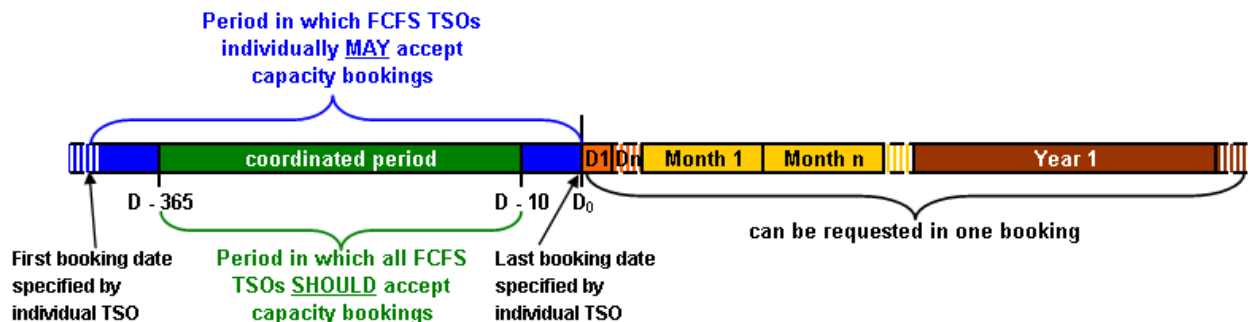 Period in which FCFS TSOs
individually MAY accept
capacity bookings
coordinated period
D1
Dn
Month 1
Month n
Year 1
D - 365
D - 10
D₀
can be requested in one booking
First booking date
specified by
individual TSO
Period in which all FCFS
TSOs SHOULD accept
capacity bookings
Last booking date
specified by
individual TSO